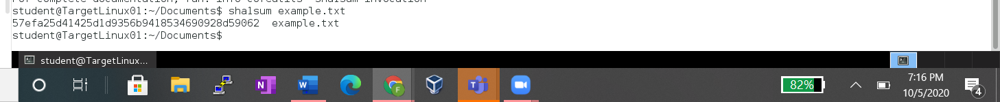 For complete documentation, run: info coreutils 'sha1sum invocation'
student@TargetLinux01:~/Documents$ sha1sum example.txt
57efa25d41425d1d9356b9418534690928d59062  example.txt
student@TargetLinux01:~/Documents$
student@TargetLinux...
N
W
F
82%
7:16 PM
10/5/2020
4